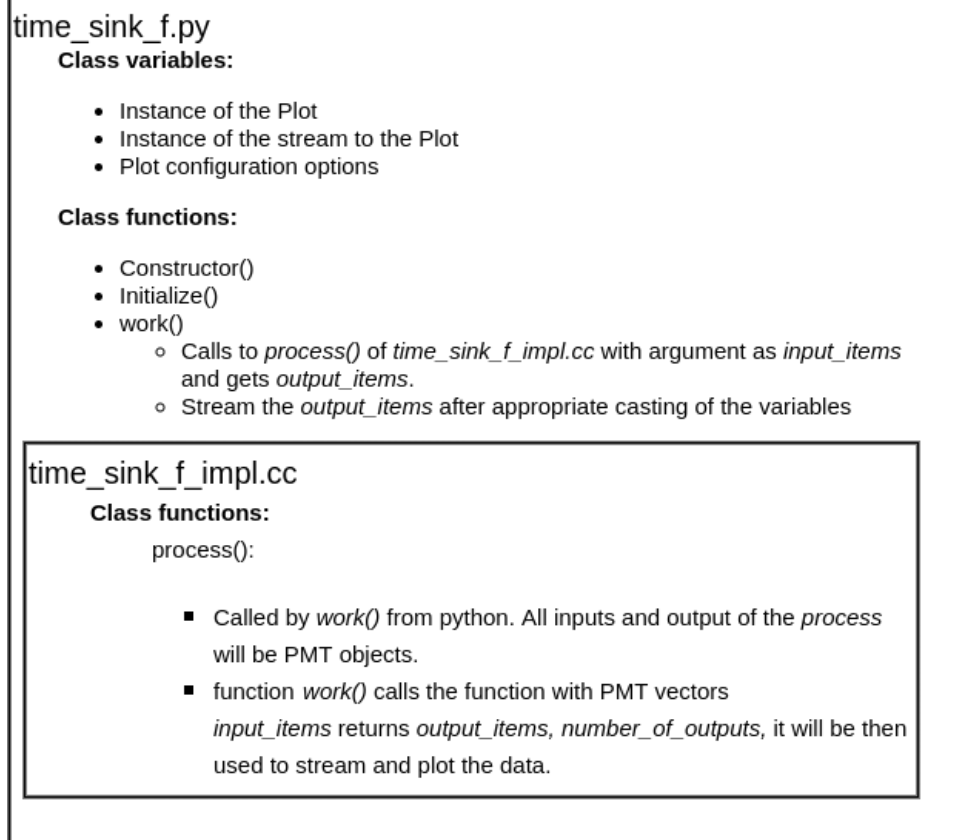 time_sink_f.py
Class variables:
Instance of the Plot
Instance of the stream to the Plot
Plot configuration options
Class functions:
Constructor()
Initialize()
work()
Calls to process() of time_sink_f_impl.cc with argument as input_items
and gets output_items.
Stream the output_items after appropriate casting of the variables
time_sink_f_impl.cc
Class functions:
process():
Called by work() from python. All inputs and output of the process
will be PMT objects.
function work() calls the function with PMT vectors
input_items returns output_items, number_of_outputs, it will be then
used to stream and plot the data.